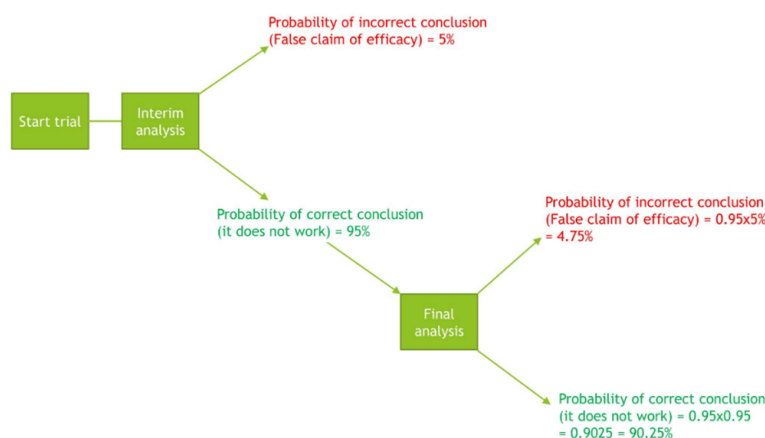 Probability of incorrect conclusion
(False claim of efficacy) = 5%
Start trial
Interim
analysis
Probability of correct conclusion
(it does not work) = 95%
Probability of incorrect conclusion
(False claim of efficacy) = 0.95x5%
= 4.75%
Final
analysis
Probability of correct conclusion
(it does not work) = 0.95x0.95
= 0.9025 = 90.25%